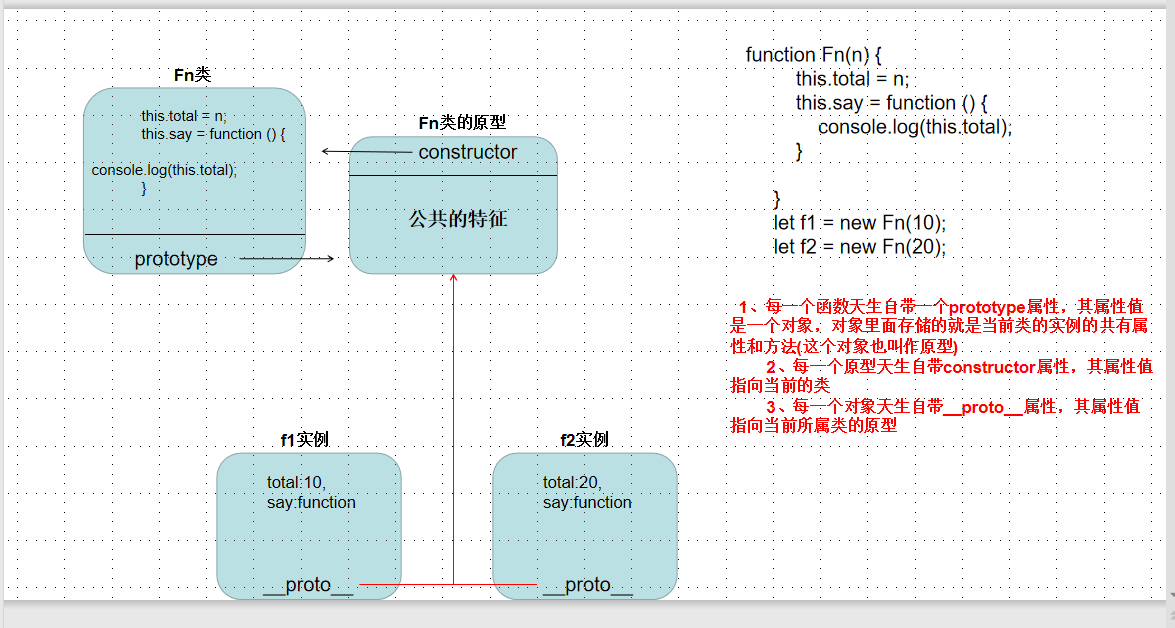 Fn类
this.total = n;
this.say = function () {
console.log(this.total);
}
prototype
Fn类的原型
constructor
公共的特征
f1实例
total:10,
say:function
__proto__
f2实例
total:20,
say:function
__proto__
function Fn(n) {
this.total = n;
this.say = function () {
console.log(this.total);
}
}
let f1 = new Fn(10);
let f2 = new Fn(20);
1、每一个函数天生自带一个prototype属性，其属性值
是一个对象，对象里面存储的就是当前类的实例的共有属
性和方法(这个对象也叫作原型)
2、每一个原型天生自带constructor属性，其属性值
指向当前的类
3、每一个对象天生自带__proto__属性，其属性值
指向当前所属类的原型